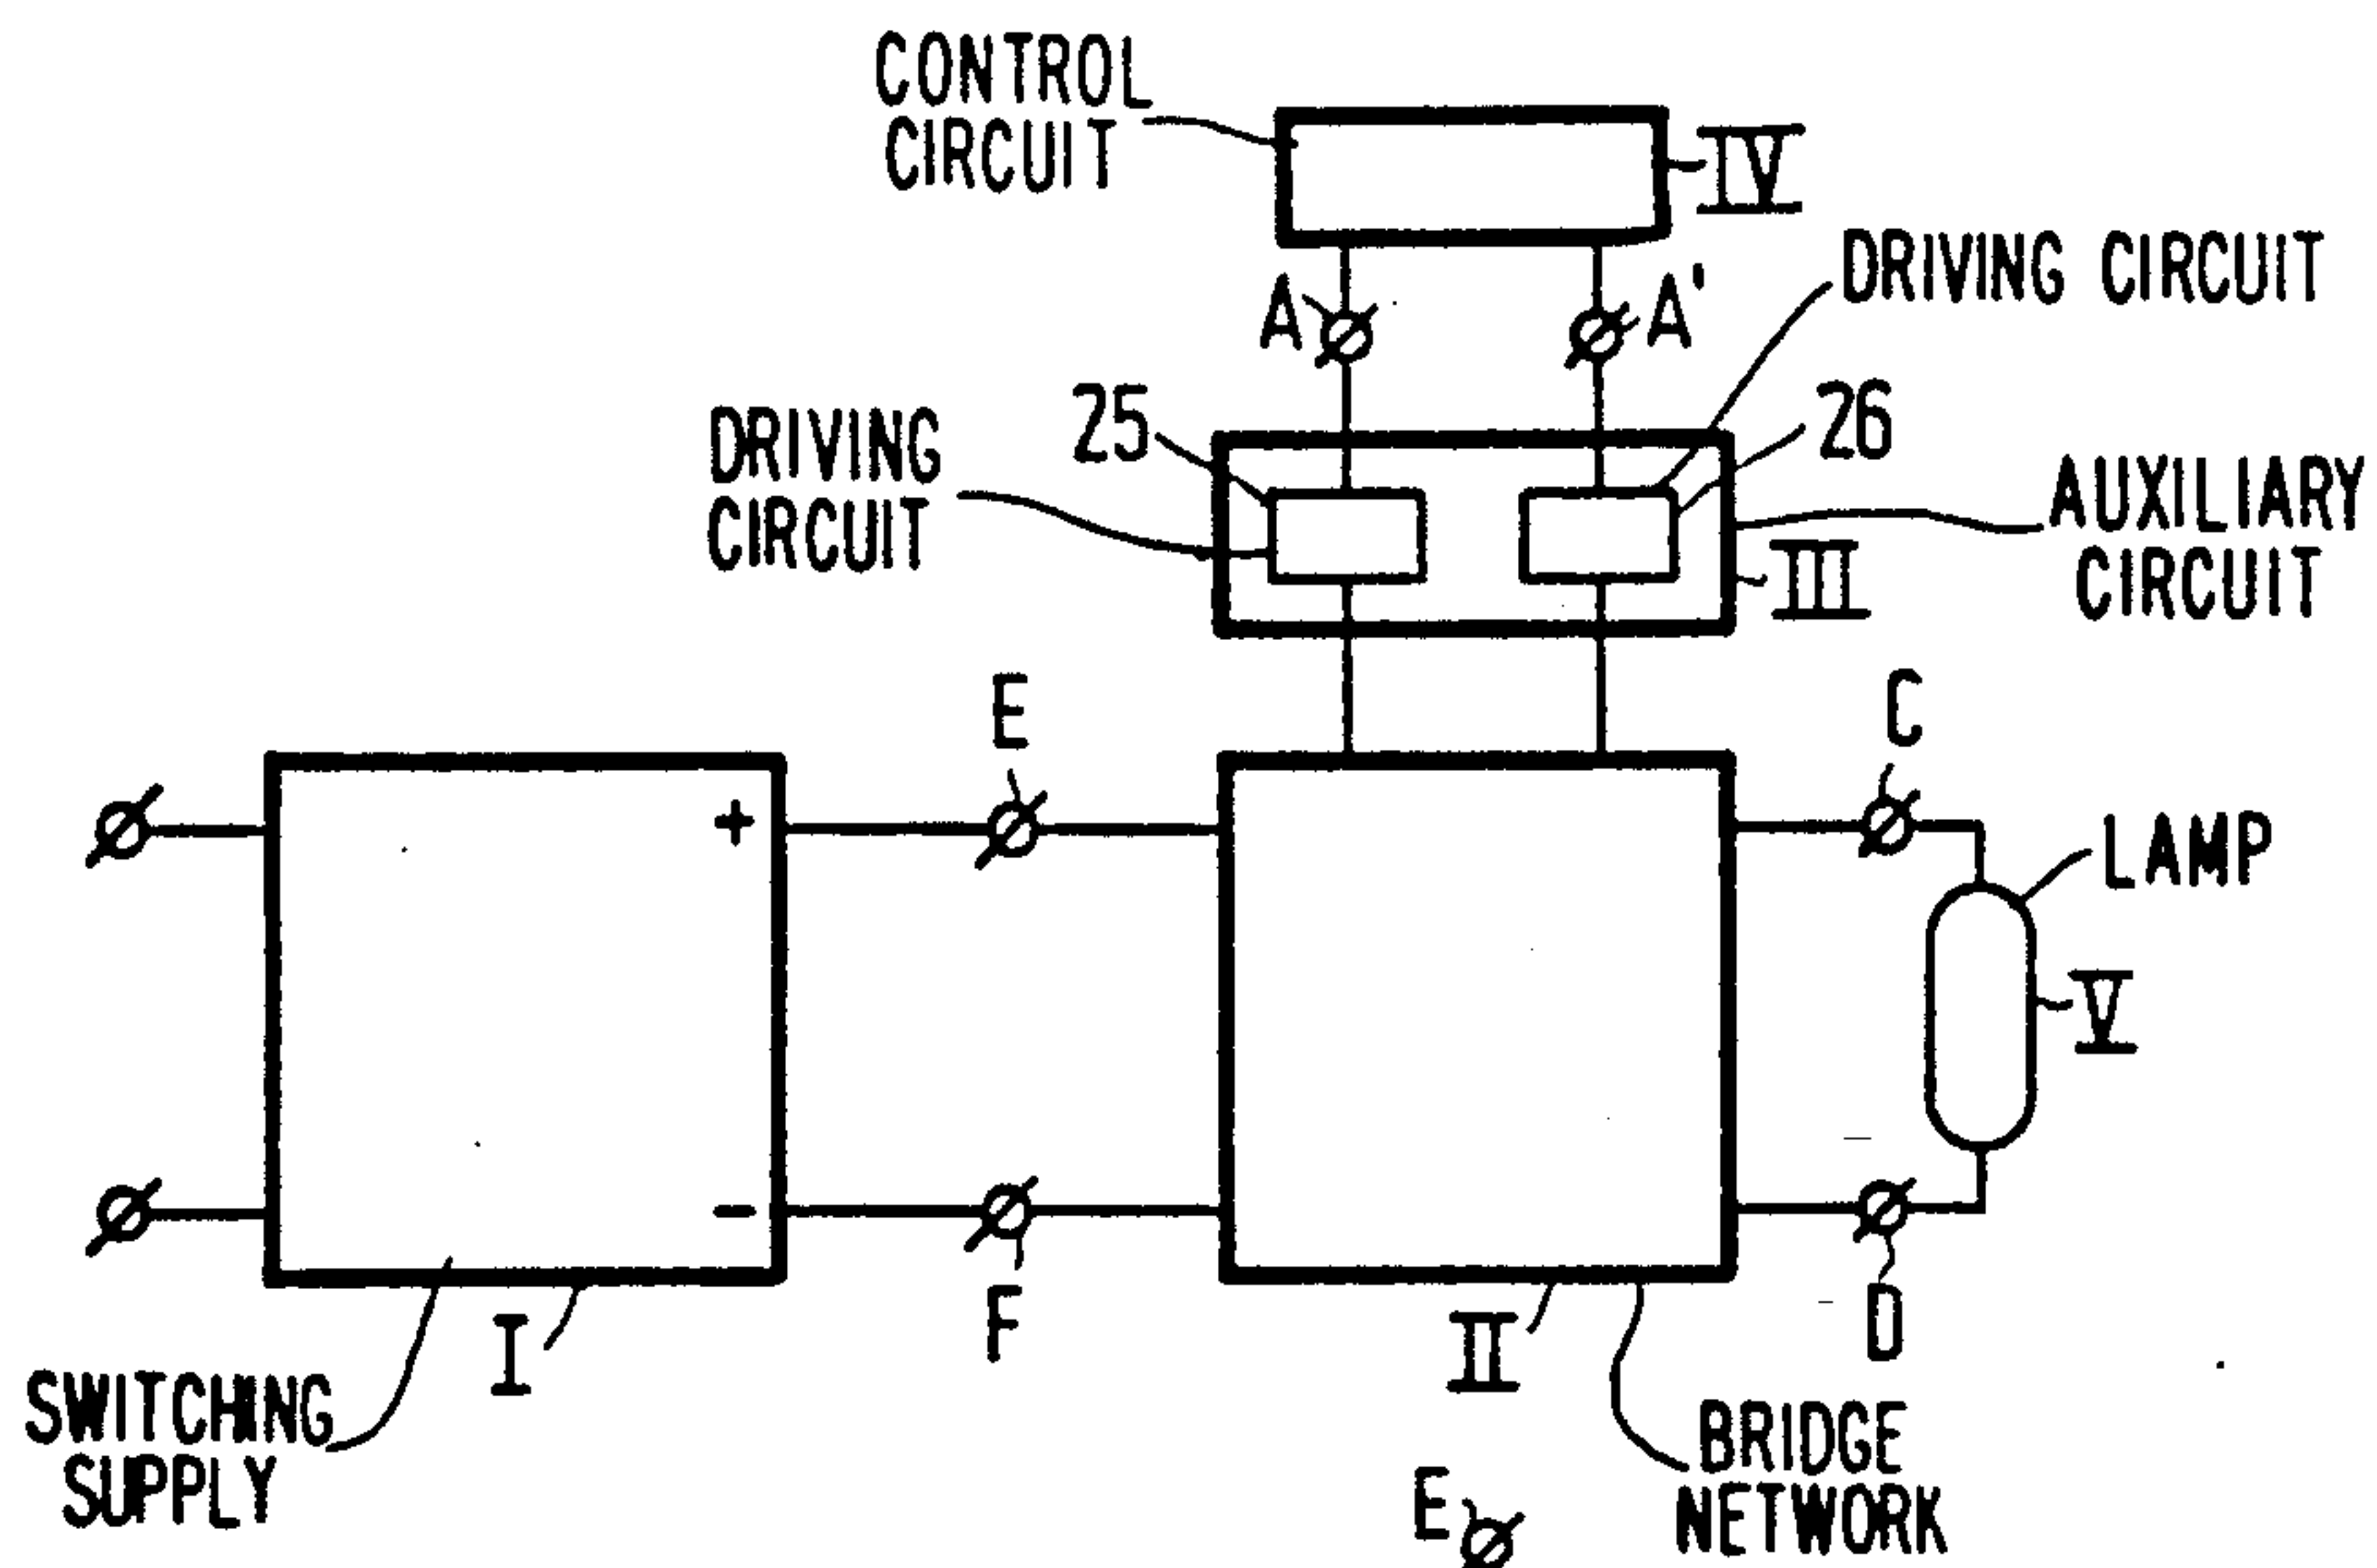 CONTROL
CIRCUIT
IV
DRIVING CIRCUIT
A
A'
25
26
DRIVING
CIRCUIT
AUXILIARY
CIRCUIT
III
E
C
+
LAMP
V
-
F
D
I
II
SWITCHING
SUPPLY
BRIDGE
NETWORK
E